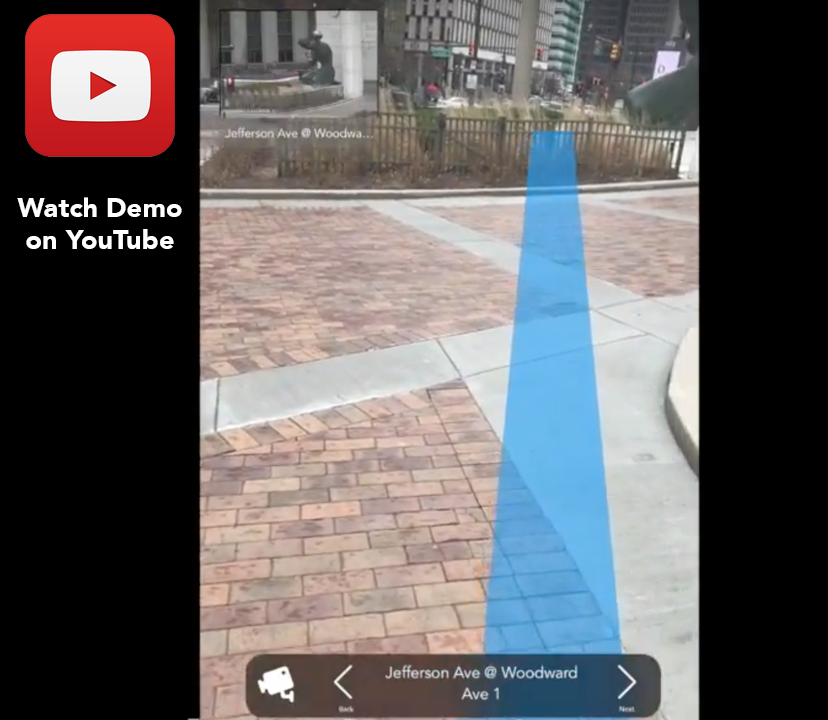 Watch Demo
on YouTube
Jefferson Ave @ Woodwa...
Jefferson Ave @ Woodward
Ave 1
Back
Next